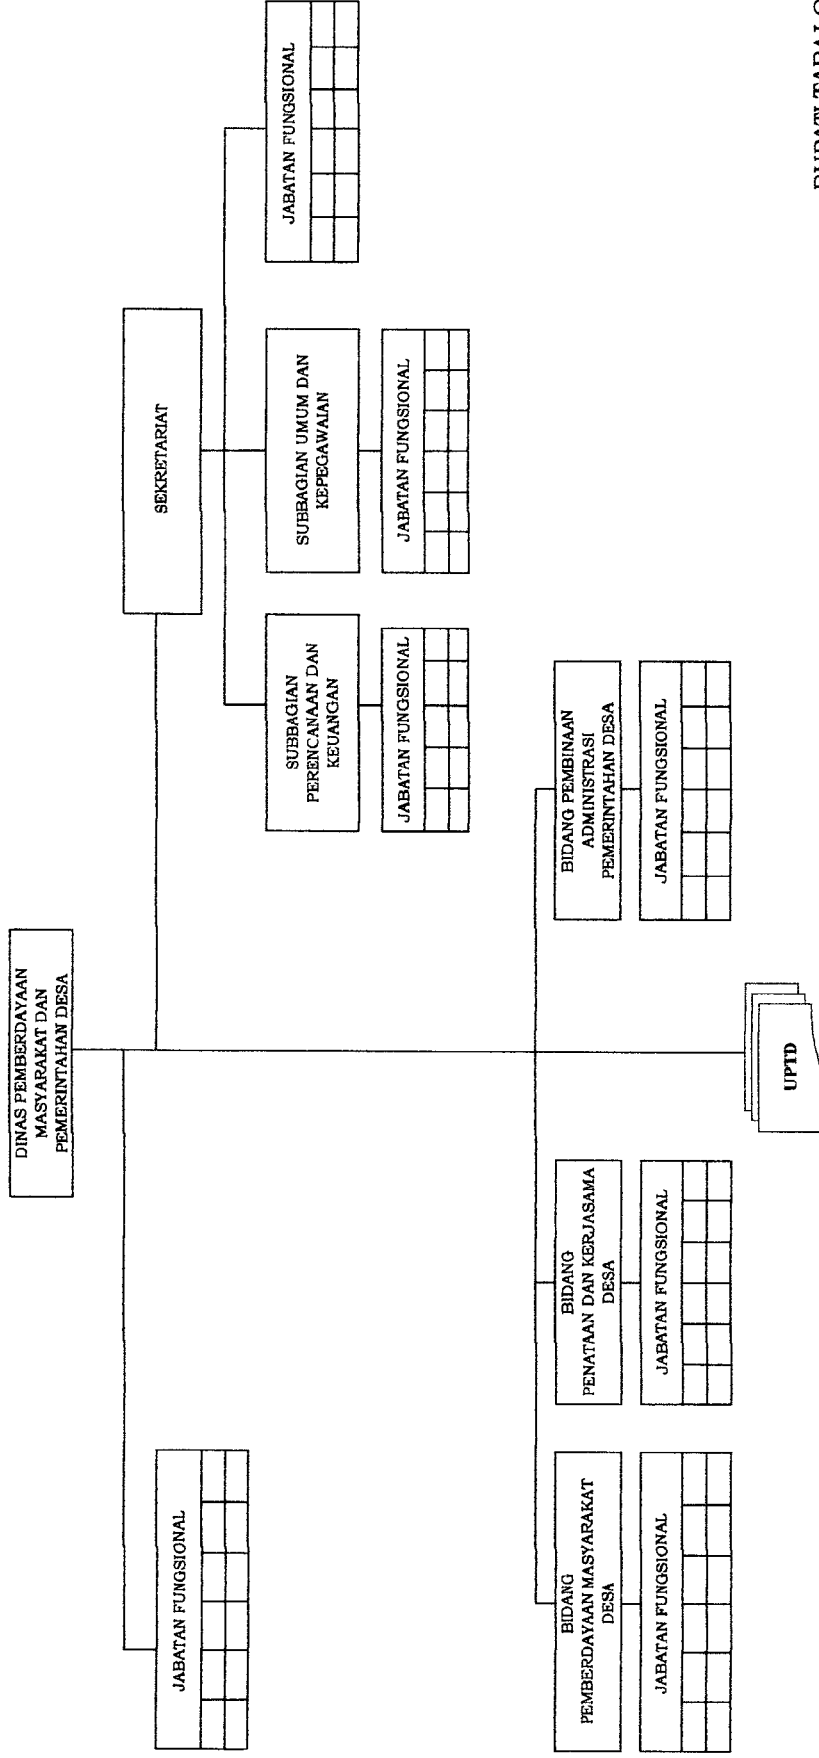 DINAS PEMBERDAYAAN
MASYARAKAT DAN
PEMERINTAHAN DESA
JABATAN FUNGSIONAL
SEKRETARIAT
SUBBAGIAN
PERENCANAAN DAN
KEUANGAN
SUBBAGIAN UMUM DAN
KEPEGAWAIAN
JABATAN FUNGSIONAL
JABATAN FUNGSIONAL
JABATAN FUNGSIONAL
BIDANG
PEMBERDAYAAN MASYARAKAT
DESA
BIDANG
PENATAAN DAN KERJASAMA
DESA
BIDANG PEMBINAAN
ADMINISTRASI
PEMERINTAHAN DESA
JABATAN FUNGSIONAL
JABATAN FUNGSIONAL
JABATAN FUNGSIONAL
UPTD